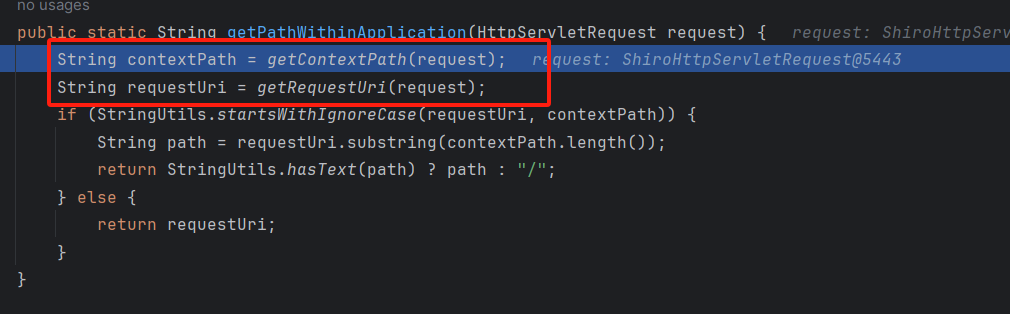 no usages
public static String getPathWithinApplication(HttpServletRequest request) {   request: ShiroHttpServ
String contextPath = getContextPath(request);   request: ShiroHttpServletRequest@5443
String requestUri = getRequestUri(request);
if (StringUtils.startsWithIgnoreCase(requestUri, contextPath)) {
String path = requestUri.substring(contextPath.length());
return StringUtils.hasText(path) ? path : "/";
} else {
return requestUri;
}
}